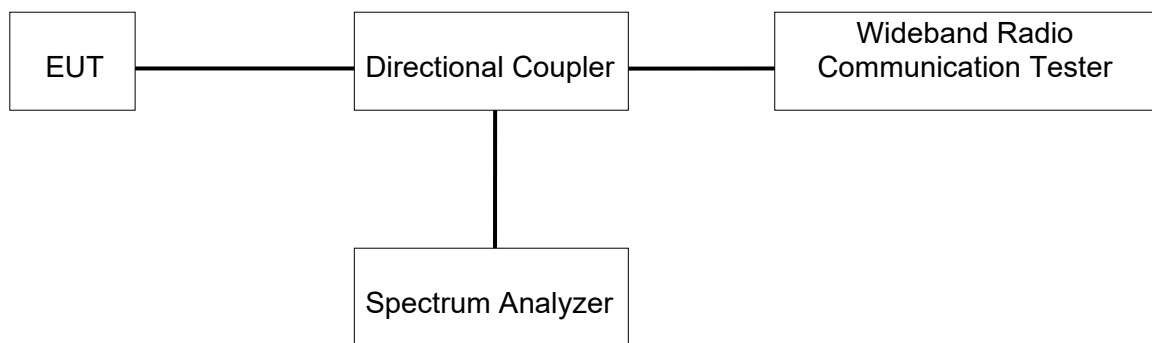 EUT
Directional Coupler
Wideband Radio
Communication Tester
Spectrum Analyzer